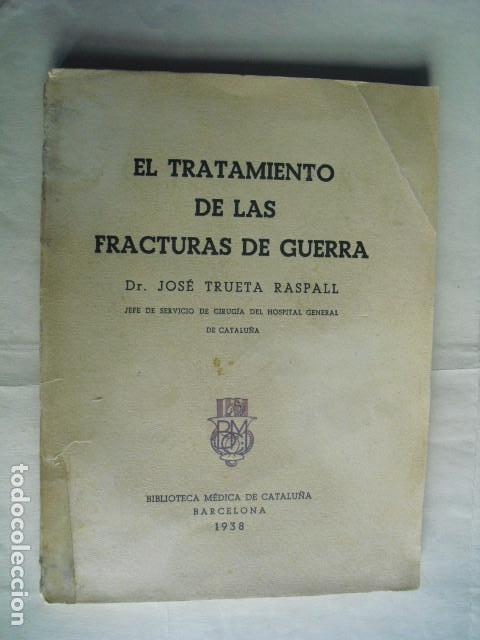 EL TRATAMIENTO
DE LAS
FRACTURAS DE GUERRA
Dr. JOSÉ TRUETA RASPALL
JEFE DE SERVICIO DE CIRUGÍA DEL HOSPITAL GENERAL
DE CATALUÑA
BIBLIOTECA MÉDICA DE CATALUÑA
BARCELONA
1938
todocoleccion